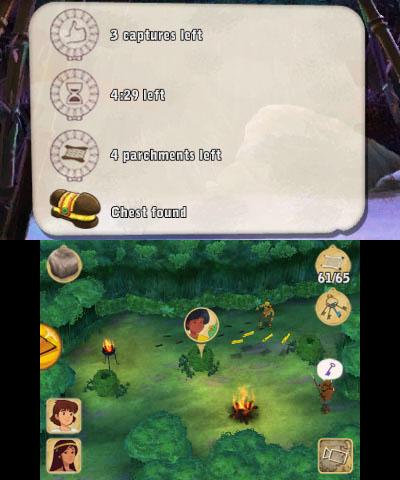 3 captures left
4:29 left
4 parchments left
Chest found
61/65